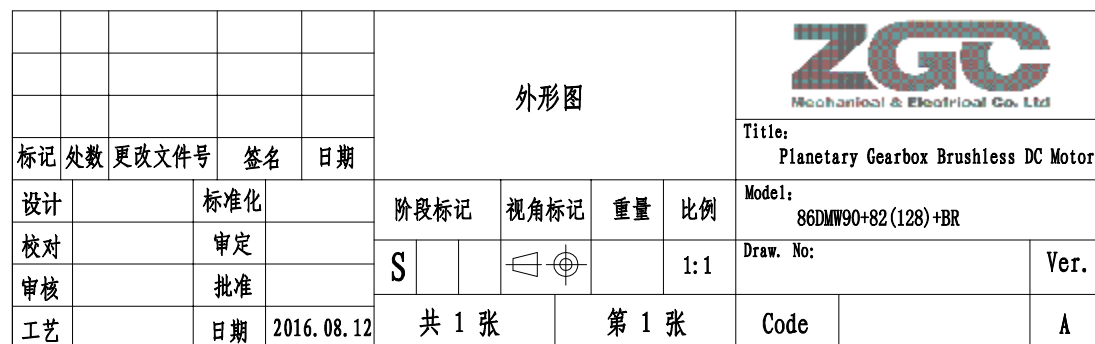 外形图
ZGC
Mechanical & Electrical Co. Ltd
Title:
Planetary Gearbox Brushless DC Motor
标记 处数 更改文件号 签名 日期
设计 标准化
校对 审定
审核 批准
工艺 日期 2016.08.12
阶段标记 视角标记 重量 比例
S 1:1
共 1 张 第 1 张
Model:
86DMW90+82(128)+BR
Draw. No: Ver.
Code A